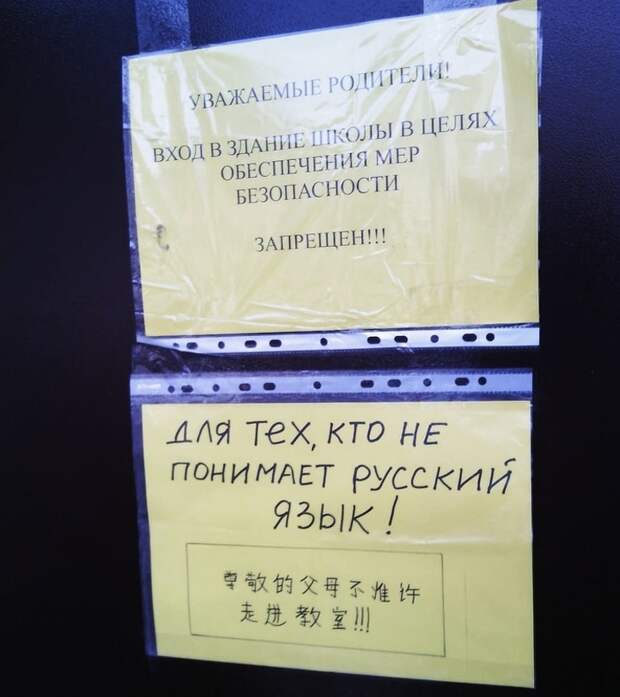 УВАЖАЕМЫЕ РОДИТЕЛИ!
ВХОД В ЗДАНИЕ ШКОЛЫ В ЦЕЛЯХ
ОБЕСПЕЧЕНИЯ МЕР
БЕЗОПАСНОСТИ
ЗАПРЕЩЕН!!!
ДЛЯ ТЕХ, КТО НЕ
ПОНИМАЕТ РУССКИЙ
ЯЗЫК!
尊敬的父母不准许
走进教室!!!